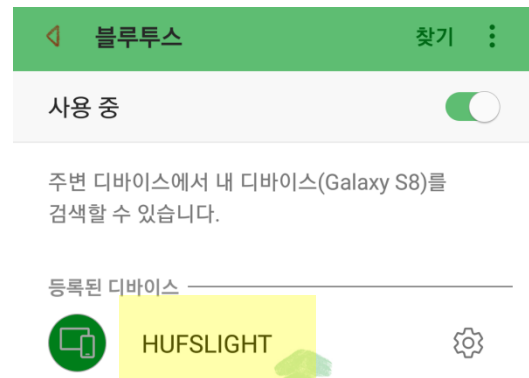 블루투스 찾기
사용 중
주변 디바이스에서 내 디바이스(Galaxy S8)를
검색할 수 있습니다.
등록된 디바이스
HUFSLIGHT